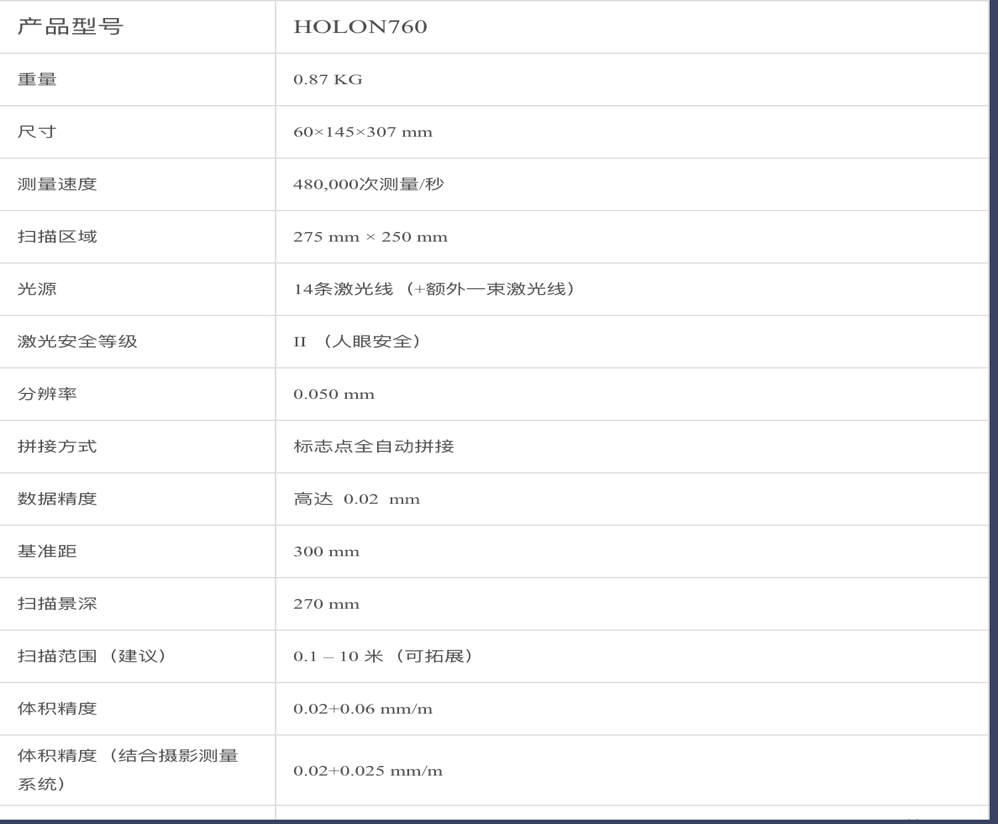 产品型号 HOLON760
重量 0.87 KG
尺寸 60×145×307 mm
测量速度 480,000次测量/秒
扫描区域 275 mm × 250 mm
光源 14条激光线（+额外一束激光线）
激光安全等级 II （人眼安全）
分辨率 0.050 mm
拼接方式 标志点全自动拼接
数据精度 高达 0.02 mm
基准距 300 mm
扫描景深 270 mm
扫描范围（建议） 0.1 – 10 米（可拓展）
体积精度 0.02+0.06 mm/m
体积精度（结合摄影测量
系统） 0.02+0.025 mm/m